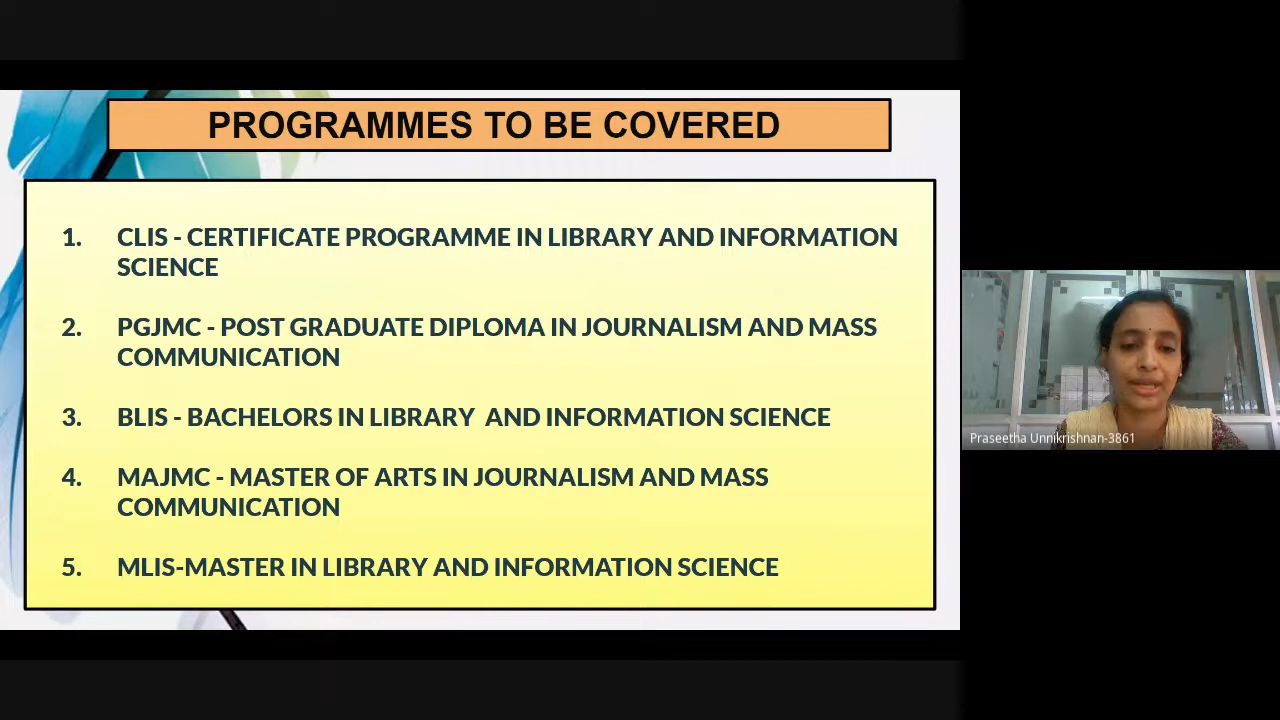 PROGRAMMES TO BE COVERED
1. CLIS - CERTIFICATE PROGRAMME IN LIBRARY AND INFORMATION
SCIENCE
2. PGJMC - POST GRADUATE DIPLOMA IN JOURNALISM AND MASS
COMMUNICATION
3. BLIS - BACHELORS IN LIBRARY AND INFORMATION SCIENCE
4. MAJMC - MASTER OF ARTS IN JOURNALISM AND MASS
COMMUNICATION
5. MLIS-MASTER IN LIBRARY AND INFORMATION SCIENCE
Praseetha Unnikrishnan-3861